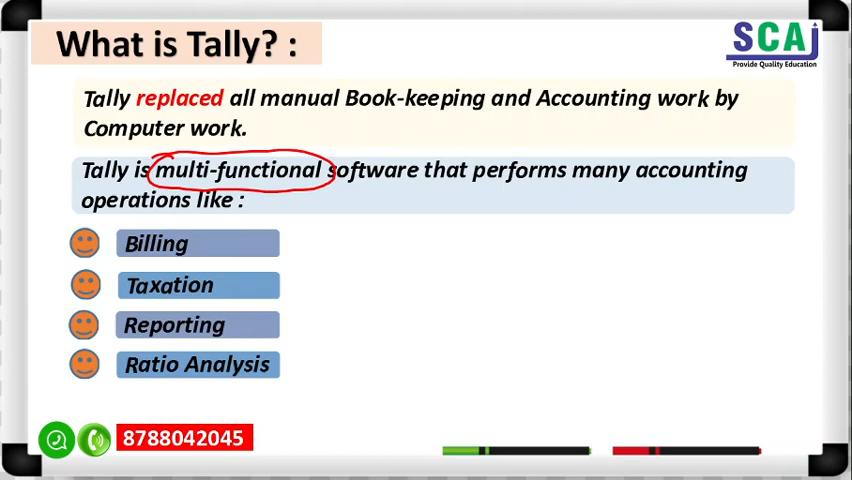 What is Tally? :
SCAI
Provide Quality Education
Tally replaced all manual Book-keeping and Accounting work by
Computer work.
Tally is multi-functional software that performs many accounting
operations like :
Billing
Taxation
Reporting
Ratio Analysis
8788042045